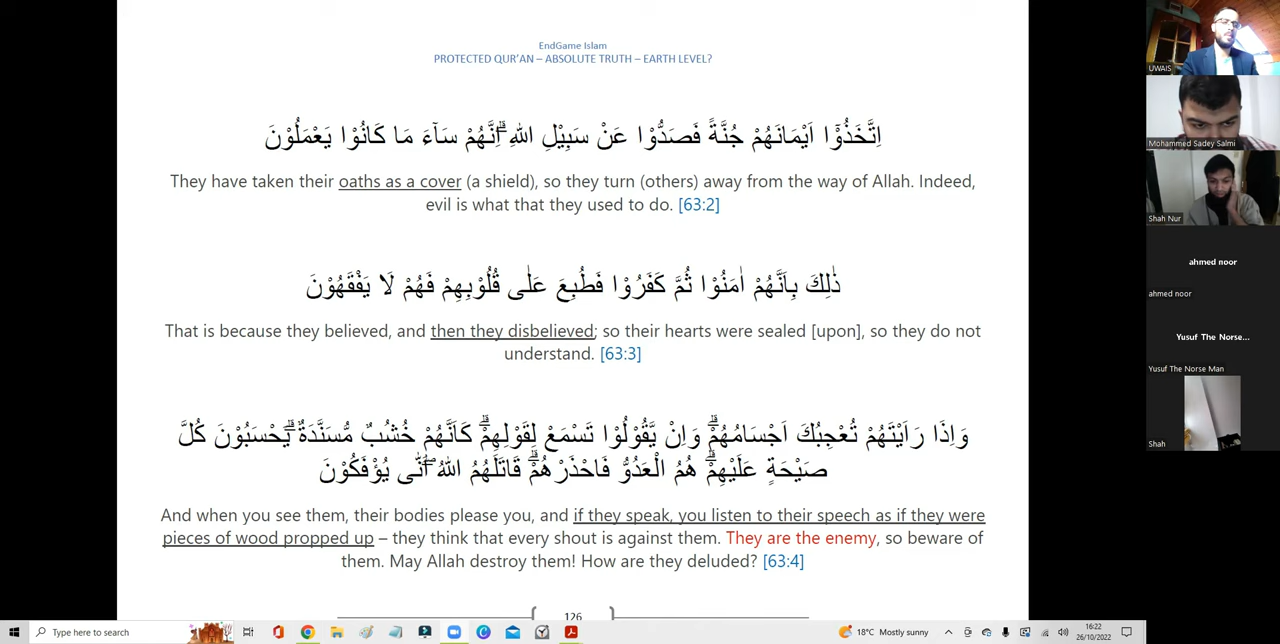 EndGame Islam
PROTECTED QUR'AN – ABSOLUTE TRUTH – EARTH LEVEL?
اِتَّخَذُوْٓا اَيْمَانَهُمْ جُنَّةً فَصَدُّوْا عَنْ سَبِيْلِ اللّٰهِ ۗاِنَّهُمْ سَاۤءَ مَا كَانُوْا يَعْمَلُوْنَ
They have taken their oaths as a cover (a shield), so they turn (others) away from the way of Allah. Indeed,
evil is what that they used to do. [63:2]
ذٰلِكَ بِاَنَّهُمْ اٰمَنُوْا ثُمَّ كَفَرُوْا فَطُبِعَ عَلٰى قُلُوْبِهِمْ فَهُمْ لَا يَفْقَهُوْنَ
That is because they believed, and then they disbelieved; so their hearts were sealed [upon], so they do not
understand. [63:3]
وَاِذَا رَاَيْتَهُمْ تُعْجِبُكَ اَجْسَامُهُمْۗ وَاِنْ يَّقُوْلُوْا تَسْمَعْ لِقَوْلِهِمْۗ كَاَنَّهُمْ خُشُبٌ مُّسَنَّدَةٌ ۗيَحْسَبُوْنَ كُلَّ
صَيْحَةٍ عَلَيْهِمْۗ هُمُ الْعَدُوُّ فَاحْذَرْهُمْۗ قَاتَلَهُمُ اللّٰهُ ۖاَنّٰى يُؤْفَكُوْنَ
And when you see them, their bodies please you, and if they speak, you listen to their speech as if they were
pieces of wood propped up – they think that every shout is against them. They are the enemy, so beware of
them. May Allah destroy them! How are they deluded? [63:4]
126
UWAIS
Mohammed Sadey Salmi
Shah Nur
ahmed noor
ahmed noor
Yusuf The Norse...
Yusuf The Norse Man
Shah
Type here to search
18°C Mostly sunny
16:22
26/10/2022